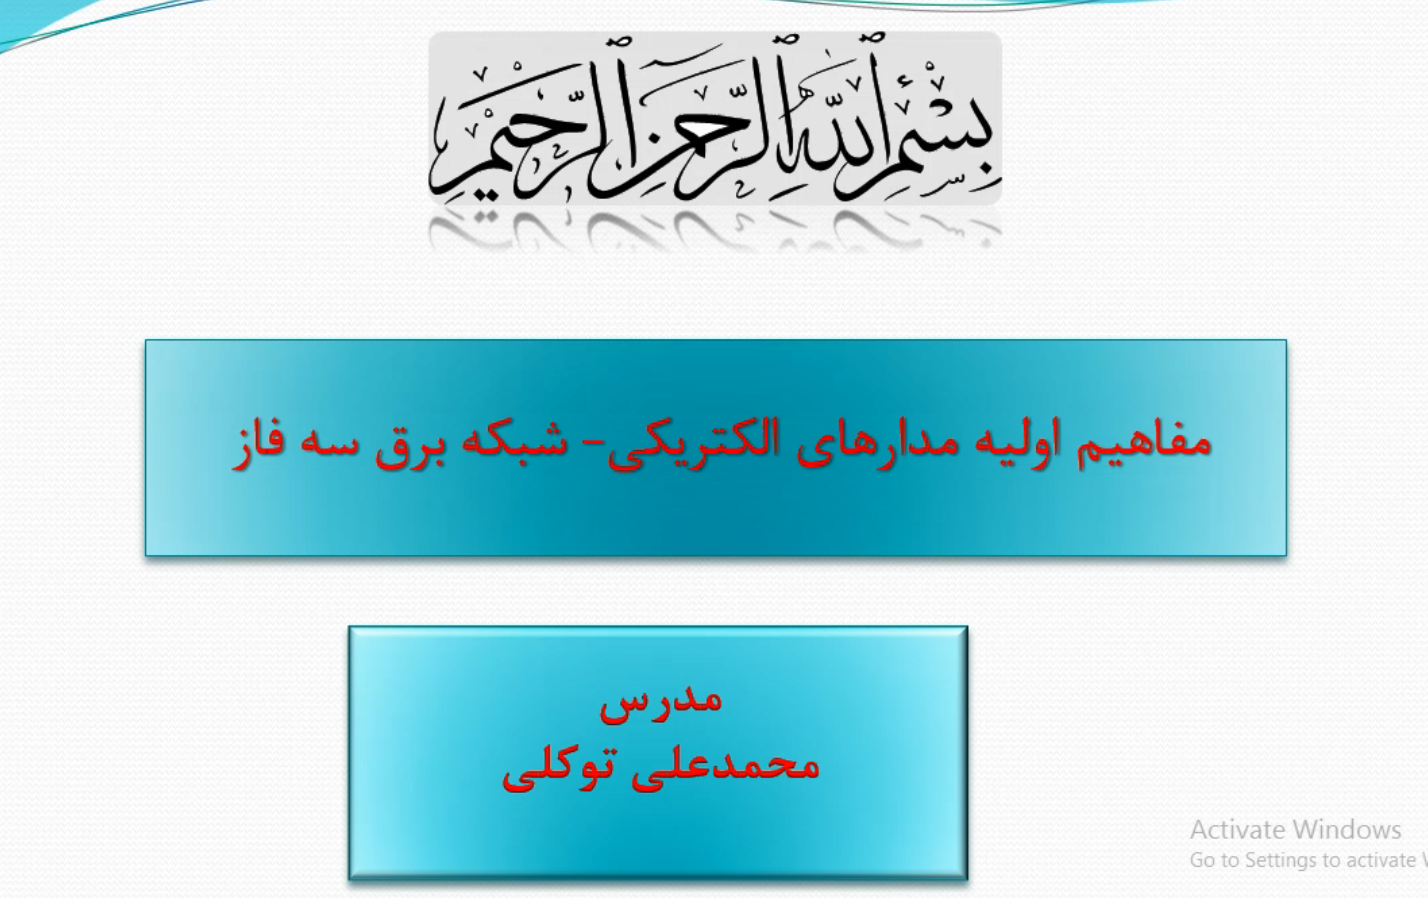 بسم الله الرحمن الرحيم
مفاهیم اولیه مدارهای الکتریکی- شبکه برق سه فاز
مدرس
محمدعلی توکلی
Activate Windows
Go to Settings to activate